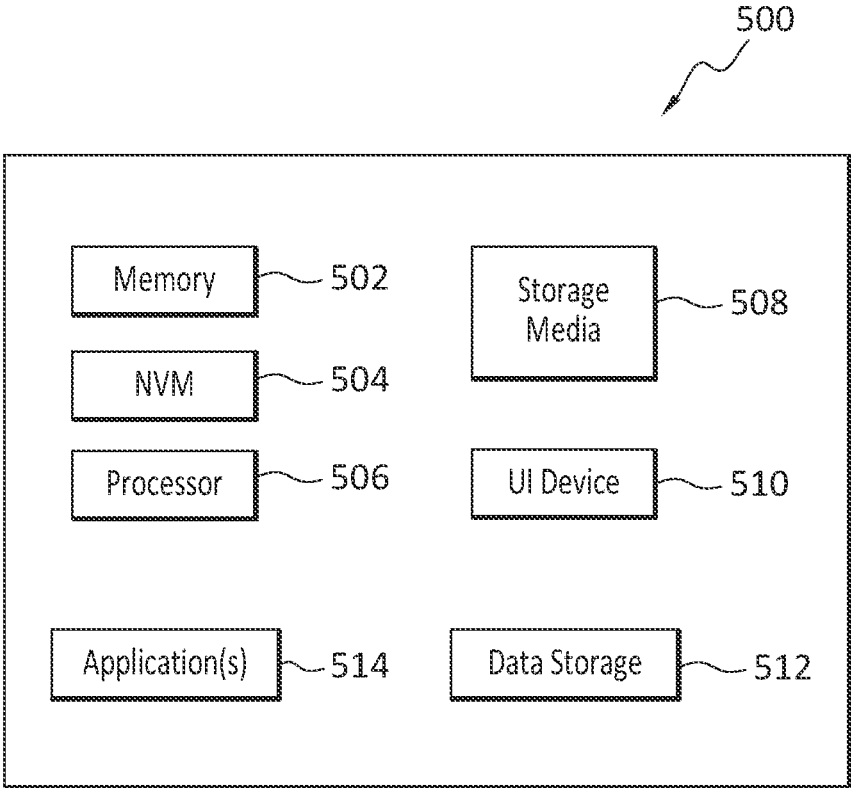 500
Memory
502
NVM
504
Processor
506
Storage
Media
508
UI Device
510
Application(s)
514
Data Storage
512